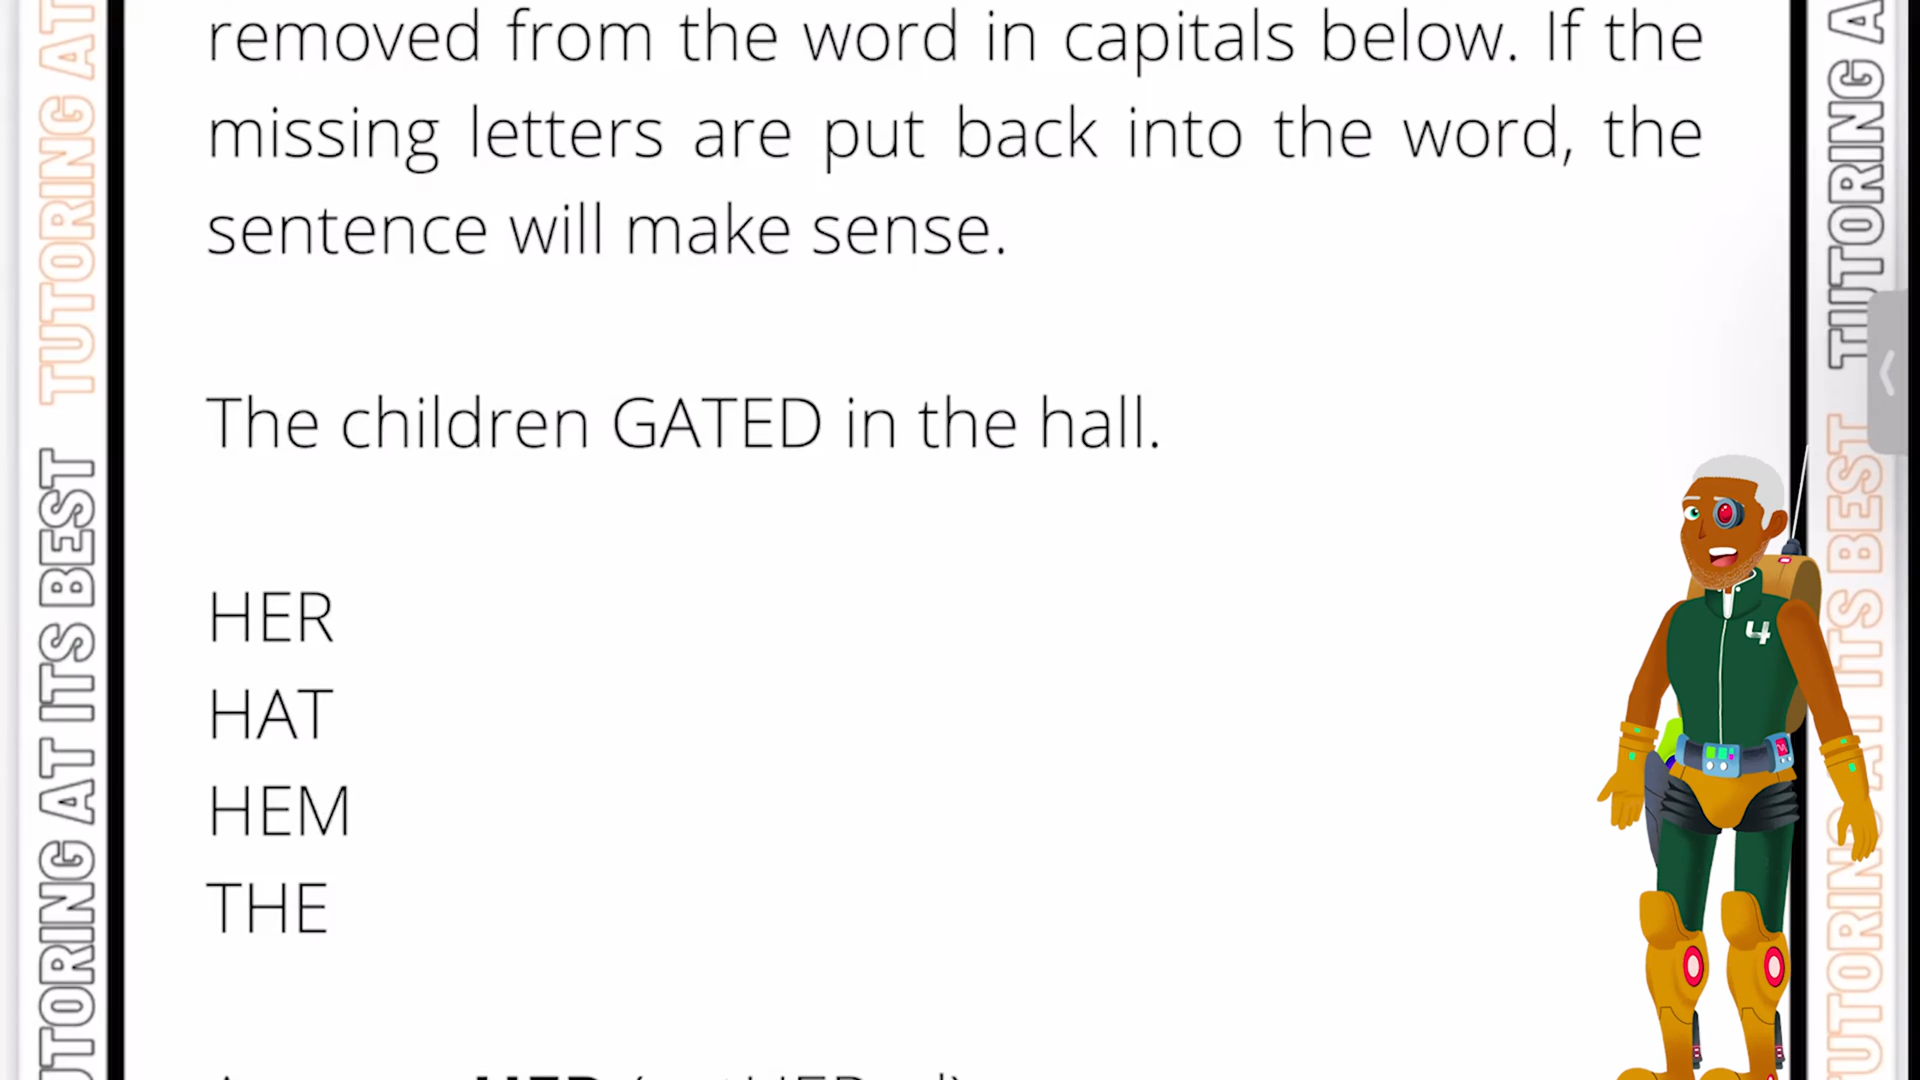 removed from the word in capitals below. If the
missing letters are put back into the word, the
sentence will make sense.
The children GATED in the hall.
HER
HAT
HEM
THE
TUTORING AT ITS BEST
TUTORING AT
TUTORING A
TUTORING AT ITS BEST
4